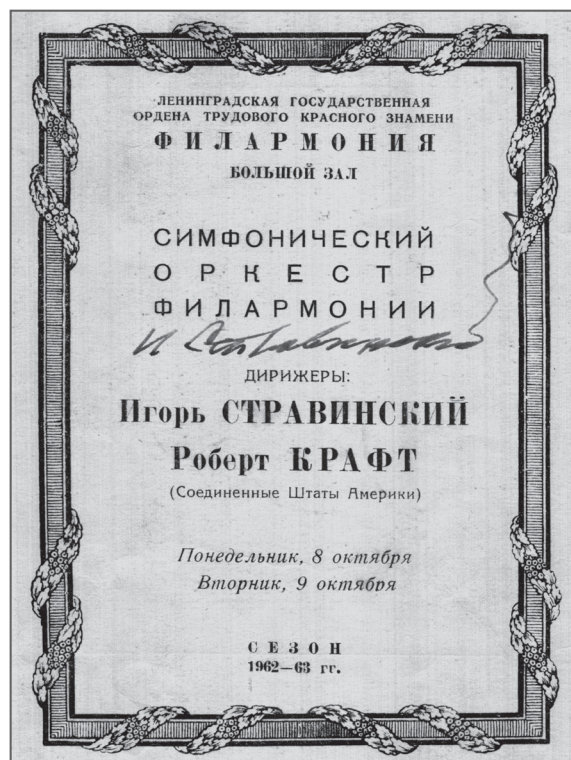 ЛЕНИНГРАДСКАЯ ГОСУДАРСТВЕННАЯ
ОРДЕНА ТРУДОВОГО КРАСНОГО ЗНАМЕНИ
ФИЛАРМОНИЯ
БОЛЬШОЙ ЗАЛ
СИМФОНИЧЕСКИЙ
ОРКЕСТР
ФИЛАРМОНИИ
И Стравинский
ДИРИЖЕРЫ:
Игорь СТРАВИНСКИЙ
Роберт КРАФТ
(Соединенные Штаты Америки)
Понедельник, 8 октября
Вторник, 9 октября
СЕЗОН
1962—63 гг.